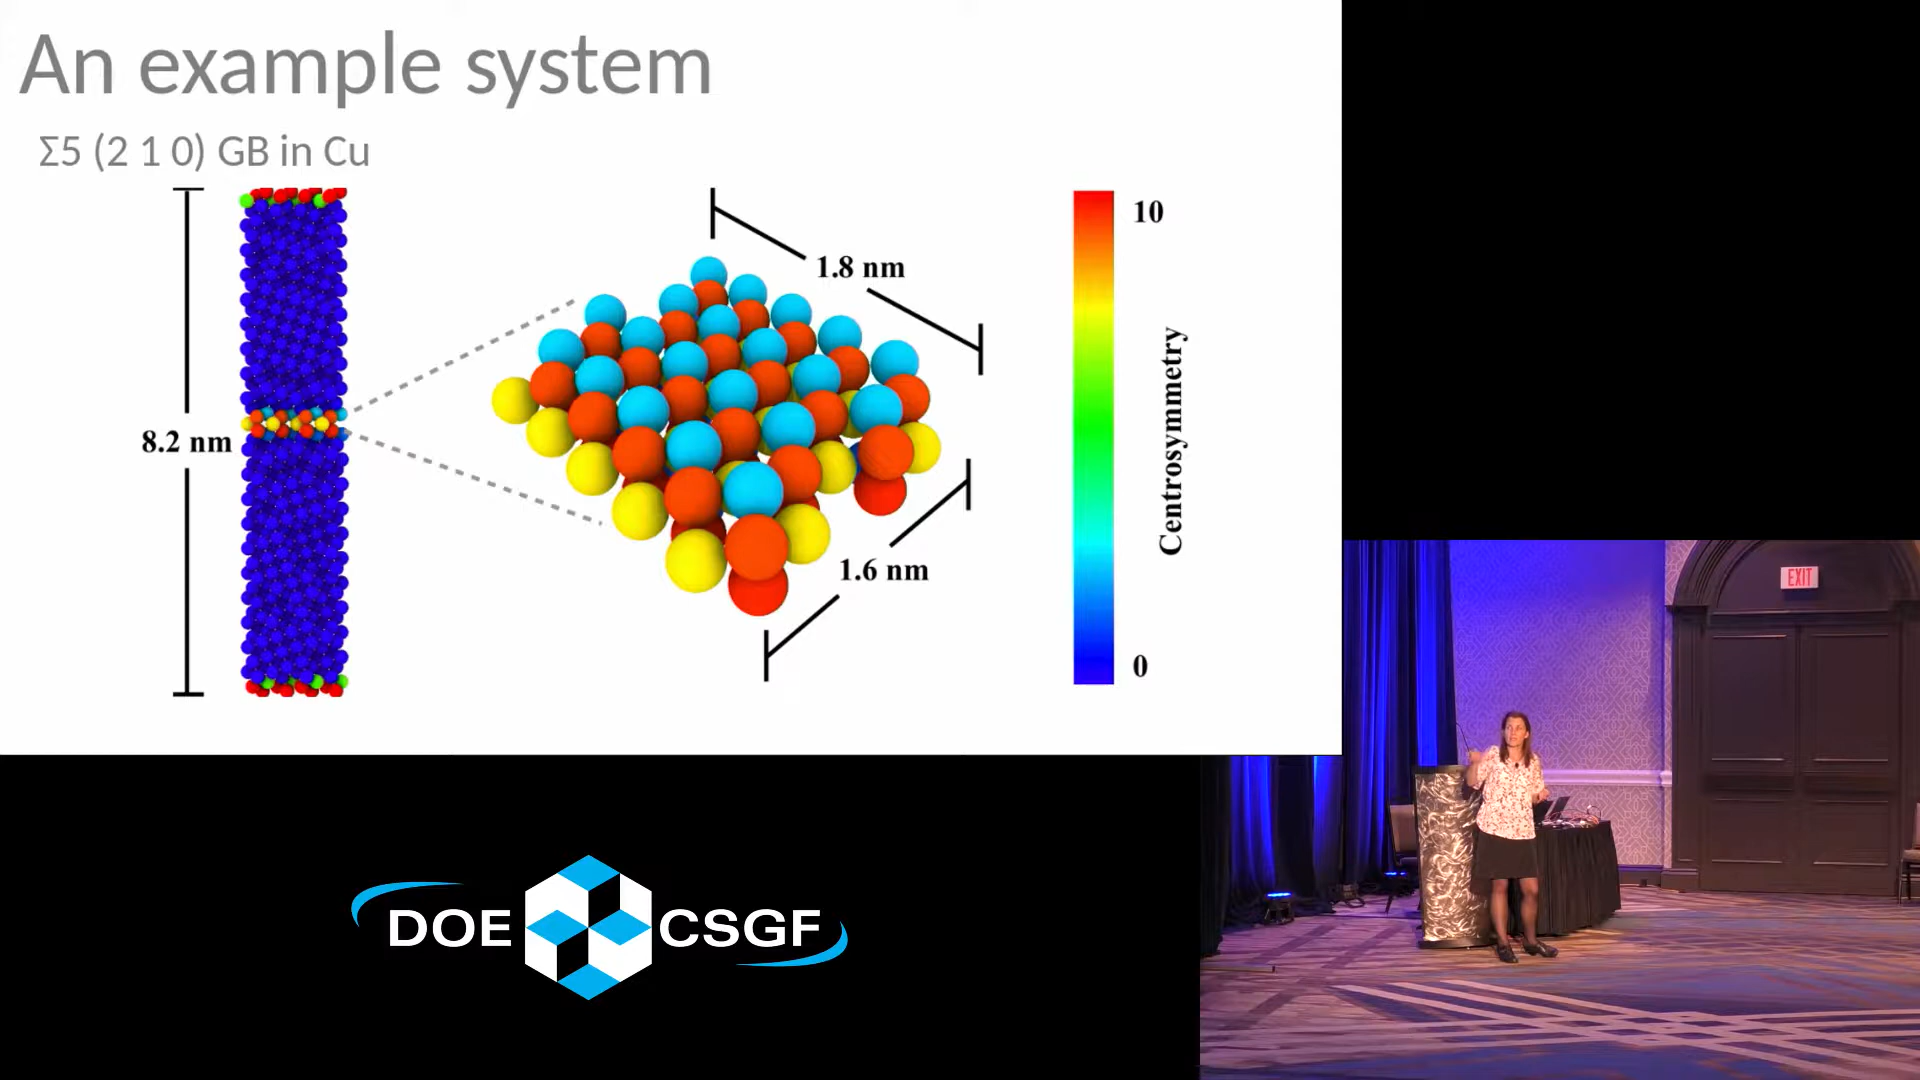 An example system
Σ5 (2 1 0) GB in Cu
10
1.8 nm
Centrosymmetry
8.2 nm
1.6 nm
0
EXIT
DOE CSGF